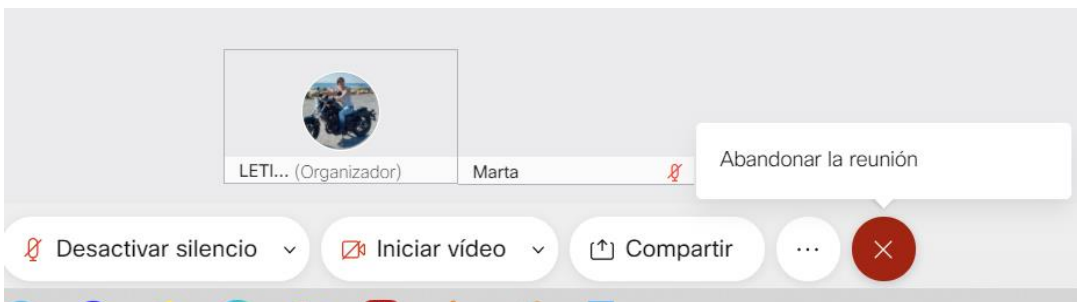 LETI... (Organizador)
Marta
Abandonar la reunión
Desactivar silencio
Iniciar vídeo
Compartir
...